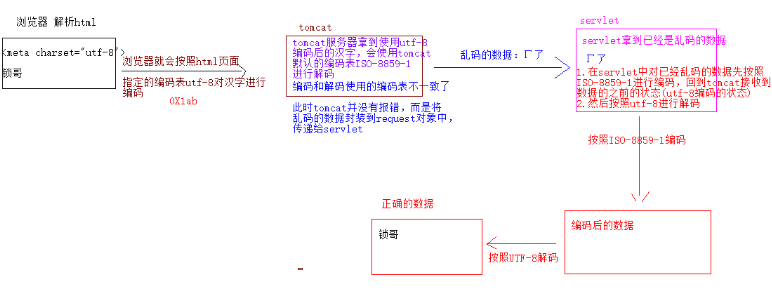 浏览器 解析html
<meta charset="utf-8">
锁哥
浏览器就会按照html页面
指定的编码表utf-8对汉字进行
编码
0X1ab
tomcat
tomcat服务器拿到使用utf-8
编码后的汉字，会使用tomcat
默认的编码表ISO-8859-1
进行解码
编码和解码使用的编码表不一致了
此时tomcat并没有报错，而是将
乱码的数据封装到request对象中，
传递给servlet
乱码的数据：厂了
servlet
servlet拿到已经是乱码的数据
厂了
1.在servlet中对已经乱码的数据先按照
ISO-8859-1进行编码，回到tomcat接收到
数据的之前的状态(utf-8编码的状态)
2.然后按照utf-8进行解码
按照ISO-8859-1编码
编码后的数据
按照UTF-8解码
正确的数据
锁哥